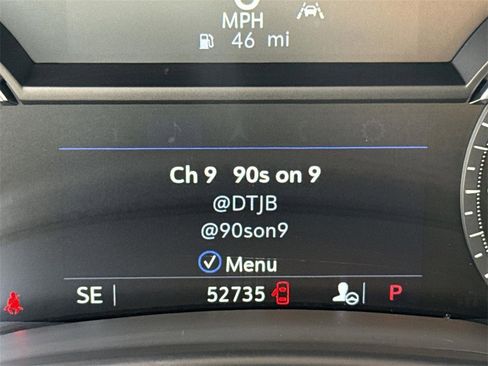 MPH
46 mi
Ch 9 90s on 9
@DTJB
@90son9
Menu
SE 52735 P